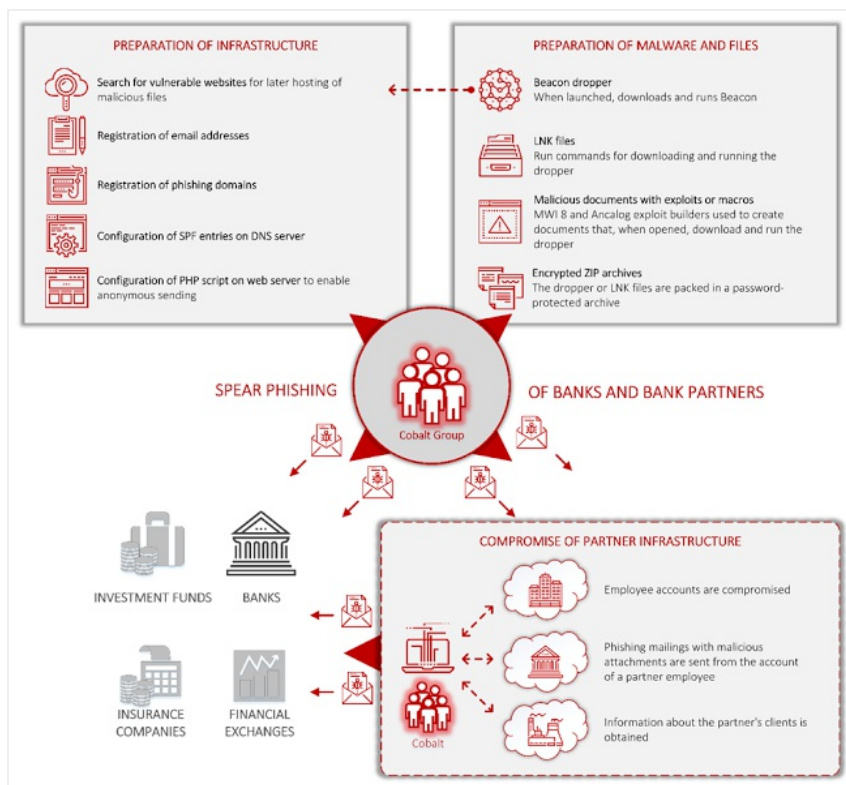 PREPARATION OF INFRASTRUCTURE
Search for vulnerable websites for later hosting of
malicious files
Registration of email addresses
Registration of phishing domains
Configuration of SPF entries on DNS server
Configuration of PHP script on web server to enable
anonymous sending
PREPARATION OF MALWARE AND FILES
Beacon dropper
When launched, downloads and runs Beacon
LNK files
Run commands for downloading and running the
dropper
Malicious documents with exploits or macros
MWI 8 and Ancalog exploit builders used to create
documents that, when opened, download and run the
dropper
Encrypted ZIP archives
The dropper or LNK files are packed in a password-
protected archive
SPEAR PHISHING
Cobalt Group
OF BANKS AND BANK PARTNERS
INVESTMENT FUNDS
BANKS
INSURANCE
COMPANIES
FINANCIAL
EXCHANGES
COMPROMISE OF PARTNER INFRASTRUCTURE
Employee accounts are compromised
Phishing mailings with malicious
attachments are sent from the account
of a partner employee
Information about the partner's clients is
obtained
Cobalt